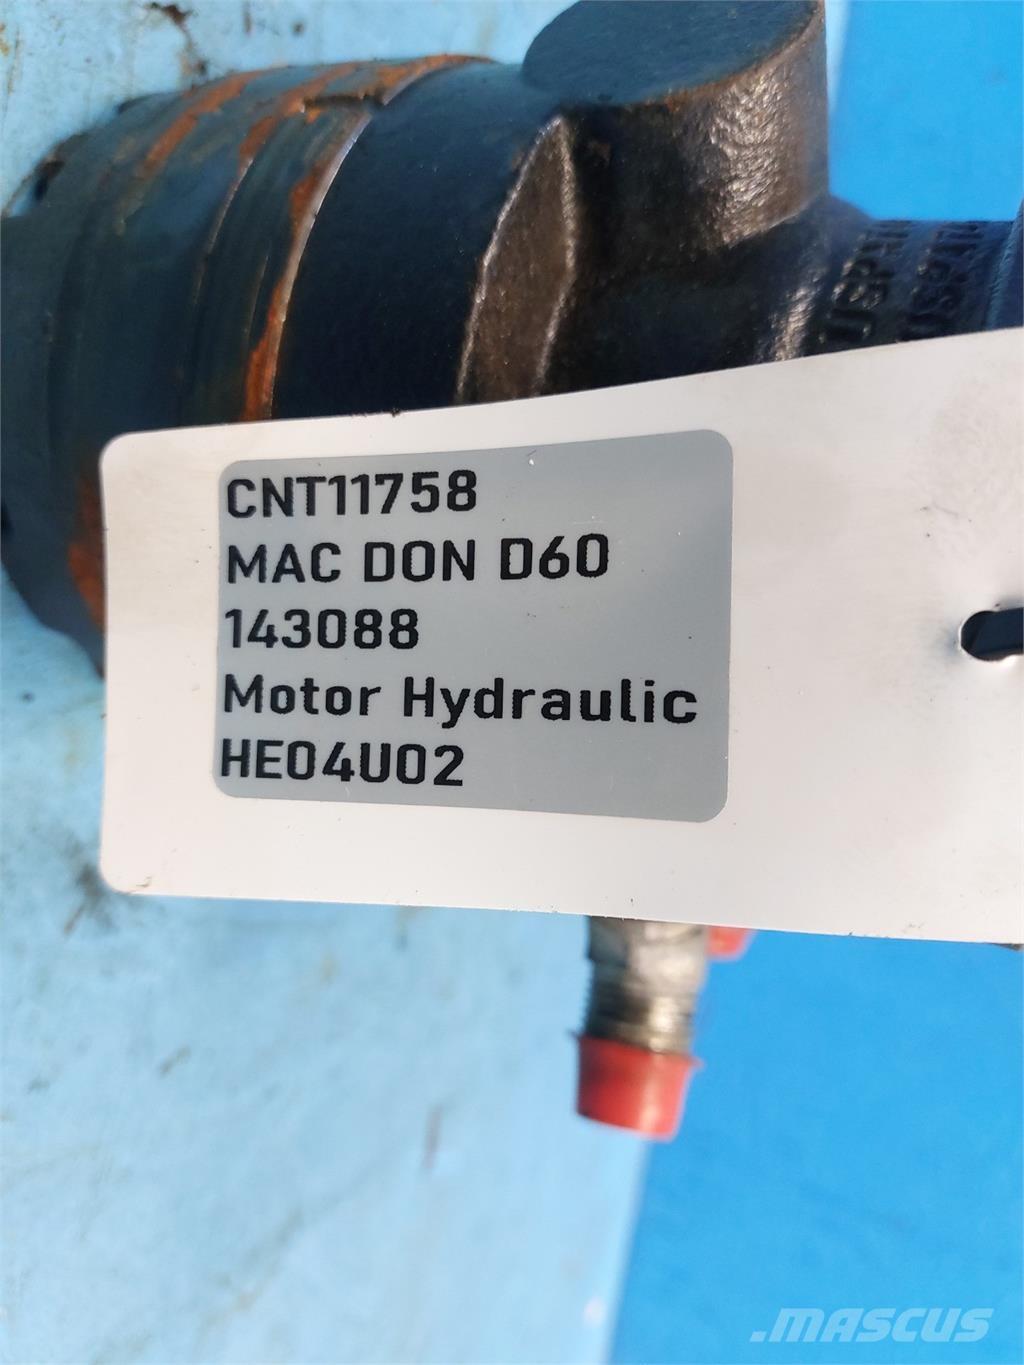 CNT11758
MAC DON D60
143088
Motor Hydraulic
HE04U02
MASCUS